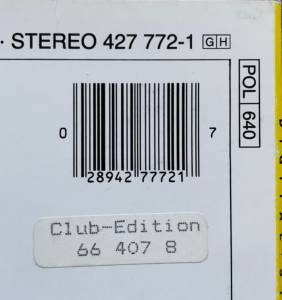 · STEREO 427 772-1 GH
POL 640
0 28942 77721 7
Club-Edition
66 407 8